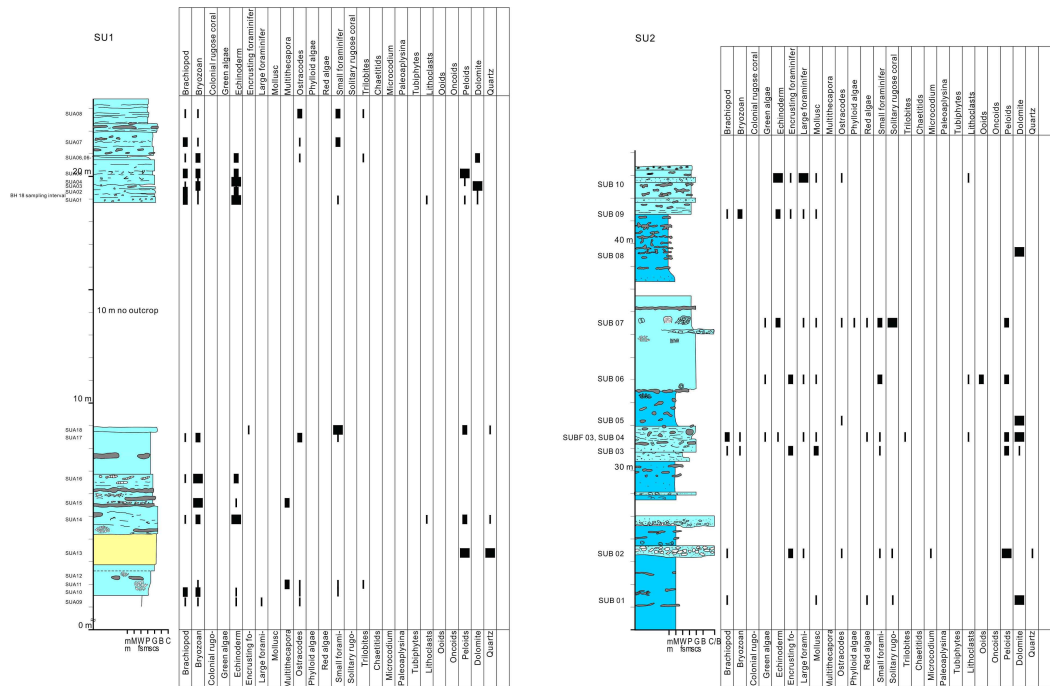 SU1
Brachiopod
Bryozoan
Colonial rugose coral
Green algae
Echinoderm
Encrusting foraminifer
Large foraminifer
Mollusc
Multithecapora
Ostracodes
Phylloid algae
Red algae
Small foraminifer
Solitary rugose coral
Trilobites
Chaetitids
Microcodium
Paleoaplysina
Tubiphytes
Lithoclasts
Ooids
Oncoids
Peloids
Dolomite
Quartz
SUA08
SUA07
SUA06,06-
20 m
SUA04
SUA03
SUA02
BH 18 sampling interval
SUA01
10 m no outcrop
10 m
SUA18
SUA17
SUA16
SUA15
SUA14
SUA13
SUA12
SUA11
SUA10
SUA09
0 m
mMW P G B C
m fsmscs
Brachiopod
Bryozoan
Colonial rugo-
Green algae
Echinoderm
Encrusting fo-
Large forami-
Mollusc
Multithecapora
Ostracodes
Phylloid algae
Red algae
Small forami-
Solitary rugo-
Trilobites
Chaetitids
Microcodium
Paleoaplysina
Tubiphytes
Lithoclasts
Ooids
Oncoids
Peloids
Dolomite
Quartz
SU2
Brachiopod
Bryozoan
Colonial rugose coral
Green algae
Echinoderm
Encrusting foraminifer
Large foraminifer
Mollusc
Multithecapora
Ostracodes
Phylloid algae
Red algae
Small foraminifer
Solitary rugose coral
Trilobites
Chaetitids
Microcodium
Paleoaplysina
Tubiphytes
Lithoclasts
Ooids
Oncoids
Peloids
Dolomite
Quartz
SUB 10
SUB 09
40 m
SUB 08
SUB 07
SUB 06
SUB 05
SUBF 03, SUB 04
SUB 03
30 m
SUB 02
SUB 01
mMW P G B C/B
m fsmscs
Brachiopod
Bryozoan
Colonial rugo-
Green algae
Echinoderm
Encrusting fo-
Large forami-
Mollusc
Multithecapora
Ostracodes
Phylloid algae
Red algae
Small forami-
Solitary rugo-
Trilobites
Chaetitids
Microcodium
Paleoaplysina
Tubiphytes
Lithoclasts
Ooids
Oncoids
Peloids
Dolomite
Quartz